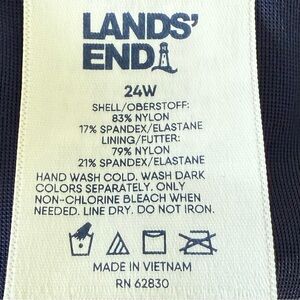 LANDS'
END
24W
SHELL/OBERSTOFF:
83% NYLON
17% SPANDEX/ELASTANE
LINING/FUTTER:
79% NYLON
21% SPANDEX/ELASTANE
HAND WASH COLD. WASH DARK
COLORS SEPARATELY. ONLY
NON-CHLORINE BLEACH WHEN
NEEDED. LINE DRY. DO NOT IRON.
MADE IN VIETNAM
RN 62830